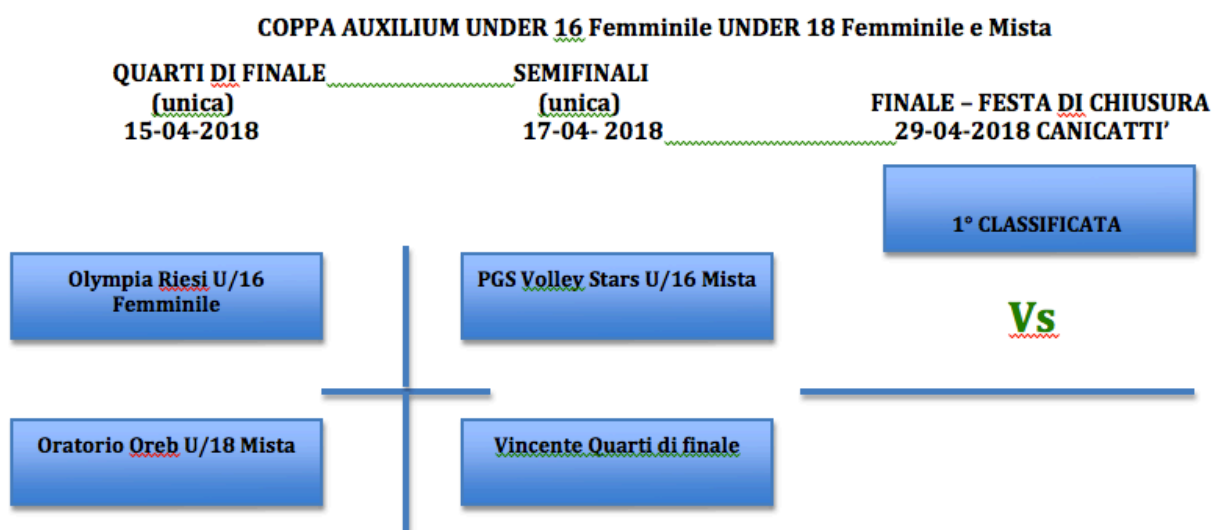 COPPA AUXILIUM UNDER 16 Femminile UNDER 18 Femminile e Mista
QUARTI DI FINALE
(unica)
15-04-2018
SEMIFINALI
(unica)
17-04- 2018
FINALE – FESTA DI CHIUSURA
29-04-2018 CANICATTI’
1° CLASSIFICATA
Vs
Olympia Riesi U/16
Femminile
Oratorio Oreb U/18 Mista
PGS Volley Stars U/16 Mista
Vincente Quarti di finale